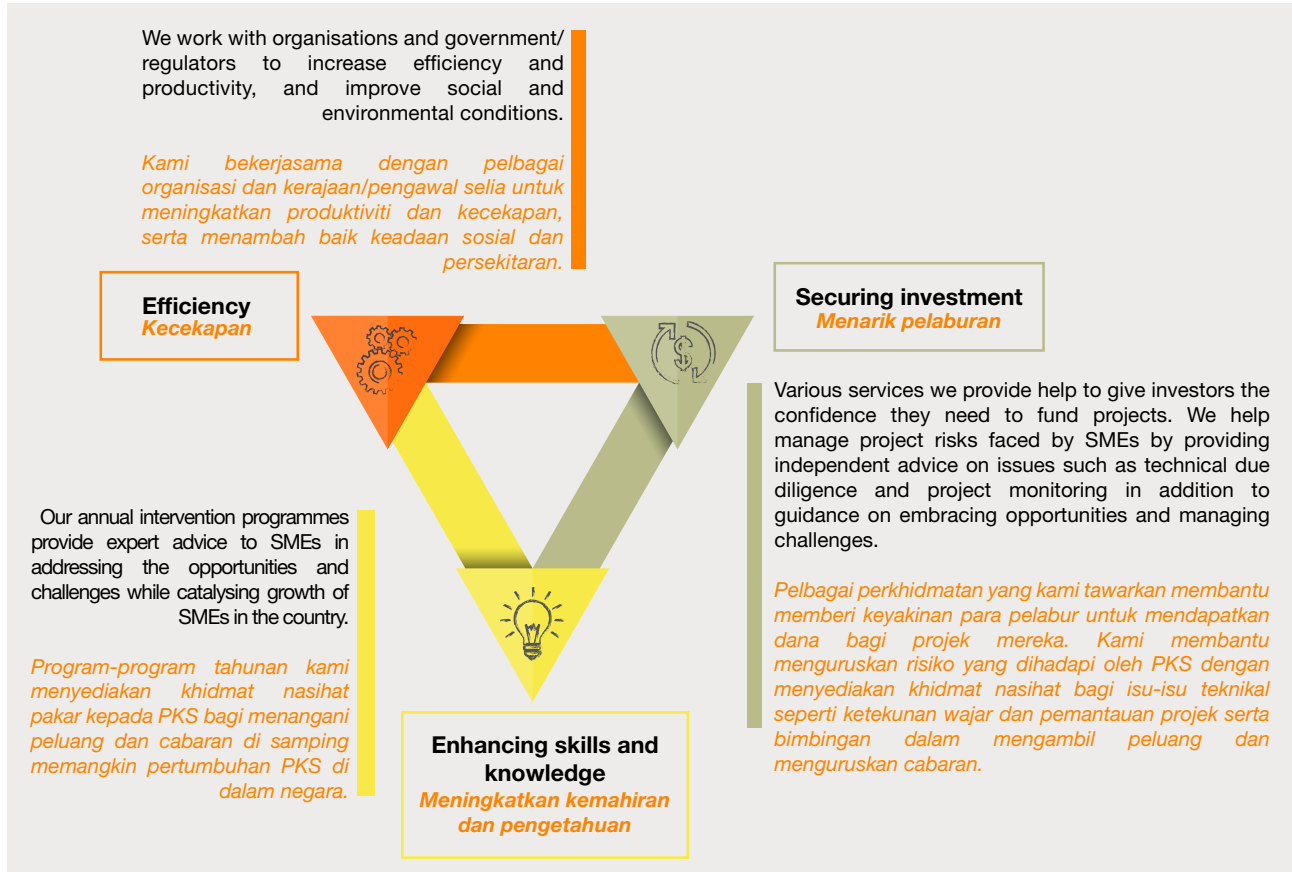 We work with organisations and government/
regulators to increase efficiency and
productivity, and improve social and
environmental conditions.
Kami bekerjasama dengan pelbagai
organisasi dan kerajaan/pengawal selia untuk
meningkatkan produktiviti dan kecekapan,
serta menambah baik keadaan sosial dan
persekitaran.
Efficiency
Kecekapan
Securing investment
Menarik pelaburan
Various services we provide help to give investors the
confidence they need to fund projects. We help
manage project risks faced by SMEs by providing
independent advice on issues such as technical due
diligence and project monitoring in addition to
guidance on embracing opportunities and managing
challenges.
Pelbagai perkhidmatan yang kami tawarkan membantu
memberi keyakinan para pelabur untuk mendapatkan
dana bagi projek mereka. Kami membantu
menguruskan risiko yang dihadapi oleh PKS dengan
menyediakan khidmat nasihat bagi isu-isu teknikal
seperti ketekunan wajar dan pemantauan projek serta
bimbingan dalam mengambil peluang dan
menguruskan cabaran.
Our annual intervention programmes
provide expert advice to SMEs in
addressing the opportunities and
challenges while catalysing growth of
SMEs in the country.
Program-program tahunan kami
menyediakan khidmat nasihat
pakar kepada PKS bagi menangani
peluang dan cabaran di samping
memangkin pertumbuhan PKS di
dalam negara.
Enhancing skills and
knowledge
Meningkatkan kemahiran
dan pengetahuan
$